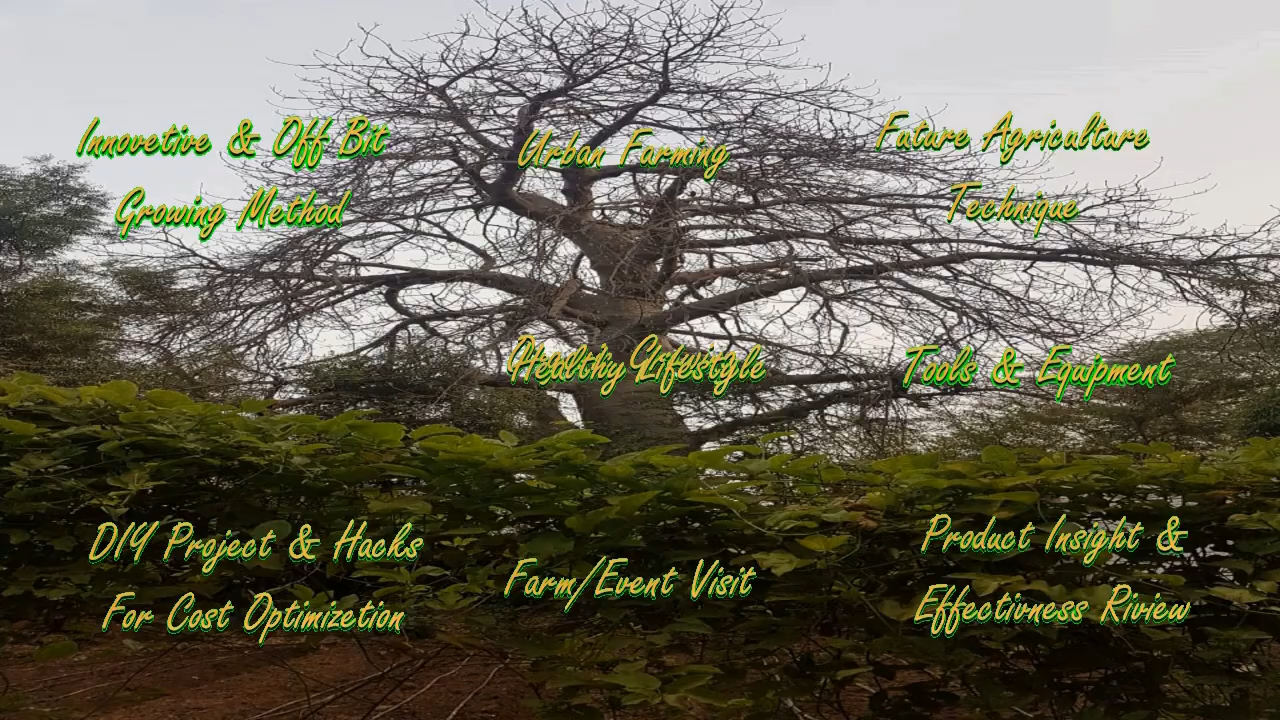 Innovetive & Off Bit
Growing Method
Urban Farming
Future Agriculture
Technique
Healthy Lifestyle
Tools & Equipment
DIY Project & Hacks
For Cost Optimizetion
Farm/Event Visit
Product Insight &
Effectivness Riview